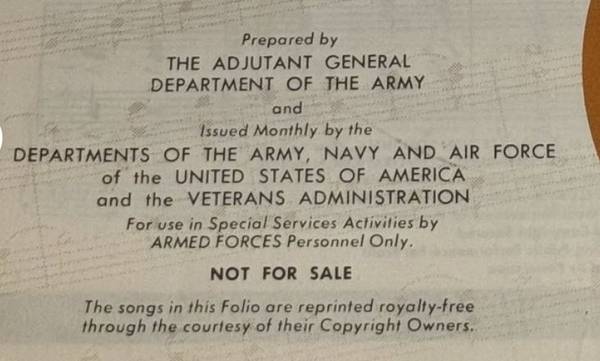 Prepared by
THE ADJUTANT GENERAL
DEPARTMENT OF THE ARMY
and
Issued Monthly by the
DEPARTMENTS OF THE ARMY, NAVY AND AIR FORCE
of the UNITED STATES OF AMERICA
and the VETERANS ADMINISTRATION
For use in Special Services Activities by
ARMED FORCES Personnel Only.
NOT FOR SALE
The songs in this Folio are reprinted royalty-free
through the courtesy of their Copyright Owners.